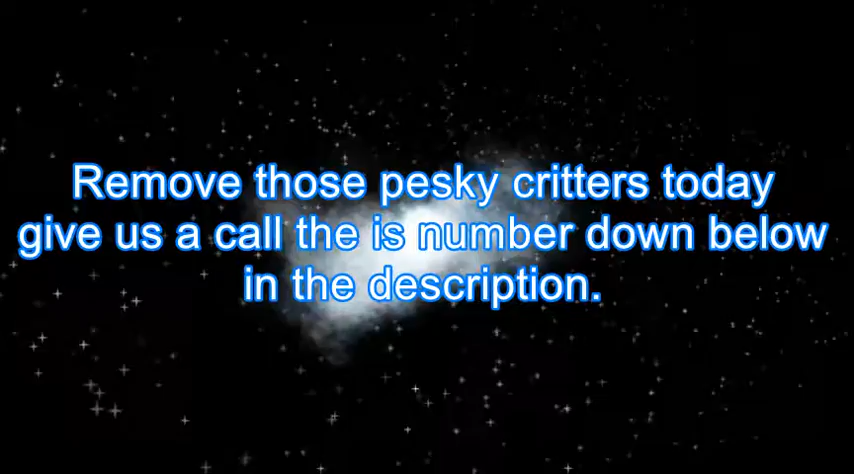 Remove those pesky critters today
give us a call the is number down below
in the description.